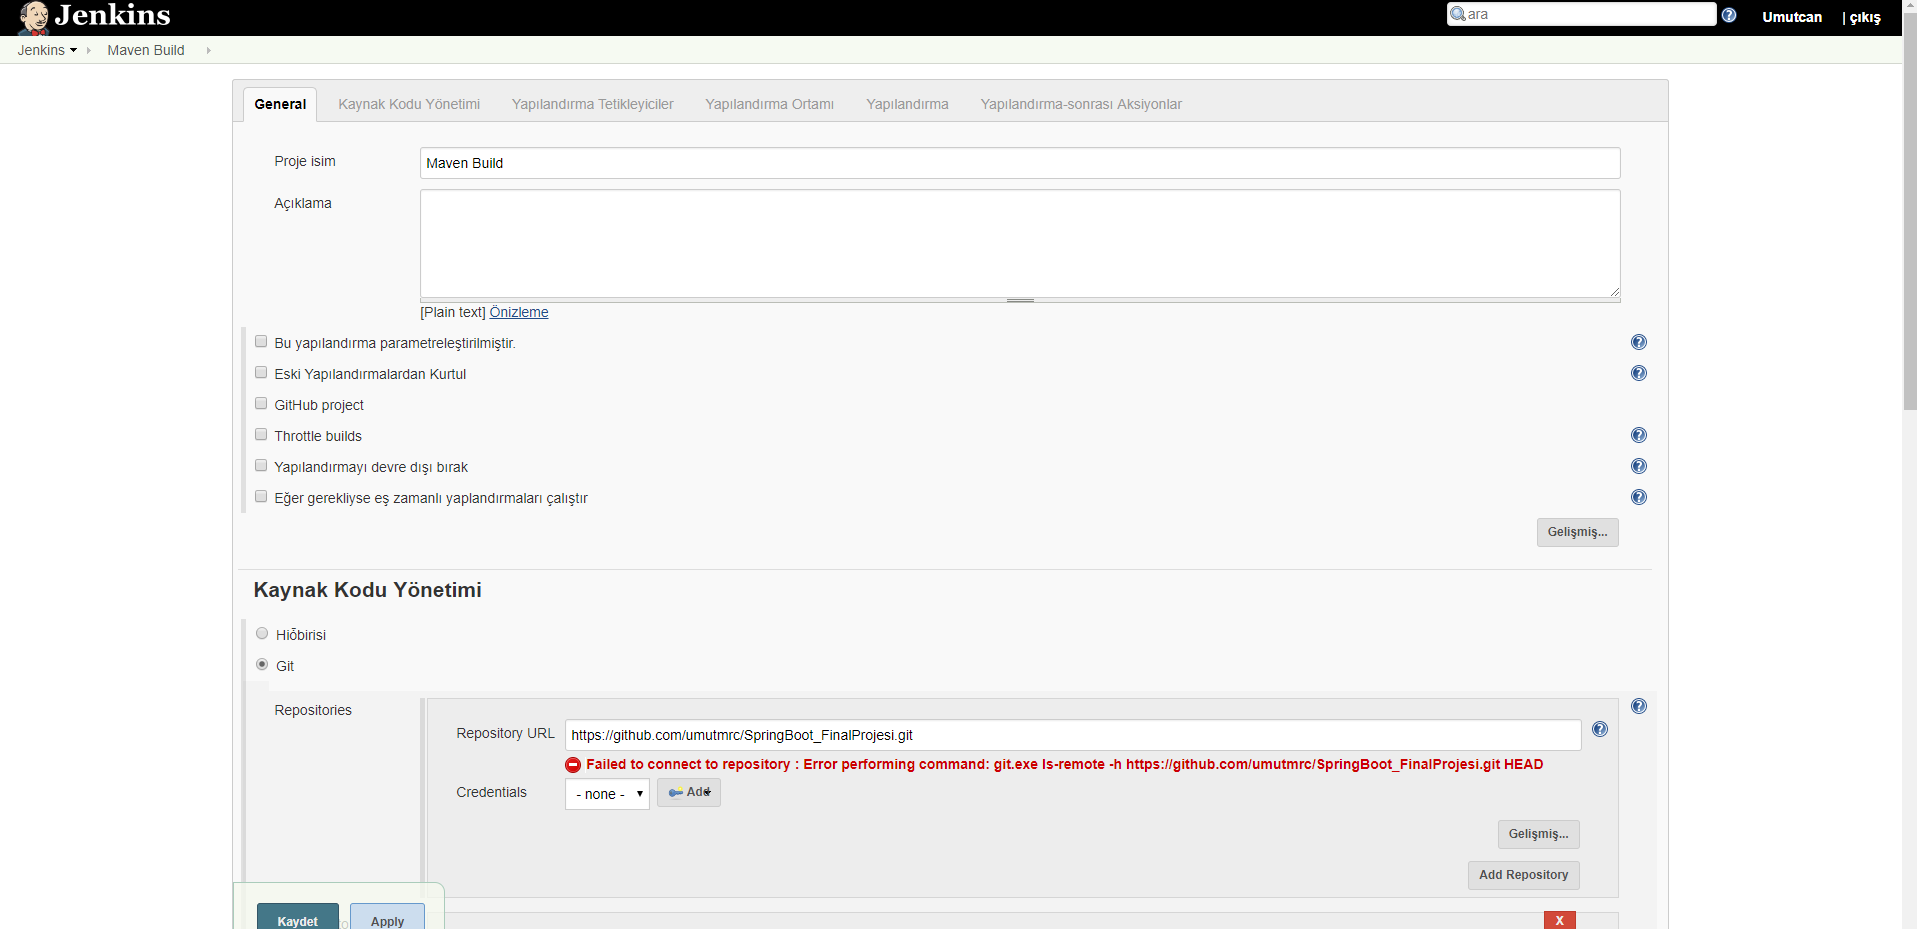 Jenkins
ara
Umutcan
| çıkış
Jenkins
Maven Build
General
Kaynak Kodu Yönetimi
Yapılandırma Tetikleyiciler
Yapılandırma Ortamı
Yapılandırma
Yapılandırma-sonrası Aksiyonlar
Proje isim
Maven Build
Açıklama
[Plain text] Önizleme
Bu yapılandırma parametreleştirilmiştir.
Eski Yapılandırmalardan Kurtul
GitHub project
Throttle builds
Yapılandırmayı devre dışı bırak
Eğer gerekliyse eş zamanlı yaplandırmaları çalıştır
Gelişmiş...
Kaynak Kodu Yönetimi
Git
Repositories
Repository URL
https://github.com/umutmrc/SpringBoot_FinalProjesi.git
Failed to connect to repository : Error performing command: git.exe ls-remote -h https://github.com/umutmrc/SpringBoot_FinalProjesi.git HEAD
Credentials
- none -
Add
Gelişmiş...
Add Repository
Kaydet
Apply
X